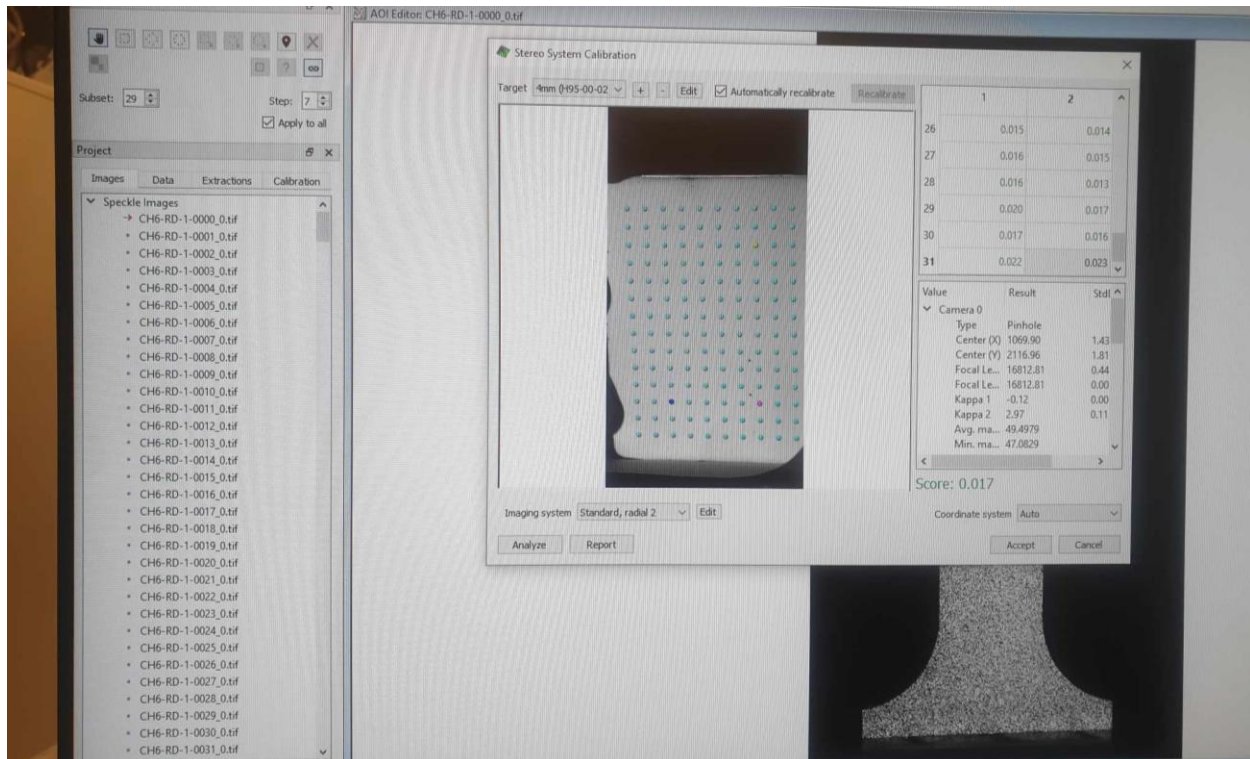 AOI Editor: CH6-RD-1-0000_0.tif
Subset: 29
Step: 7
Apply to all
Project
Images Data Extractions Calibration
Speckle Images
CH6-RD-1-0000_0.tif
CH6-RD-1-0001_0.tif
CH6-RD-1-0002_0.tif
CH6-RD-1-0003_0.tif
CH6-RD-1-0004_0.tif
CH6-RD-1-0005_0.tif
CH6-RD-1-0006_0.tif
CH6-RD-1-0007_0.tif
CH6-RD-1-0008_0.tif
CH6-RD-1-0009_0.tif
CH6-RD-1-0010_0.tif
CH6-RD-1-0011_0.tif
CH6-RD-1-0012_0.tif
CH6-RD-1-0013_0.tif
CH6-RD-1-0014_0.tif
CH6-RD-1-0015_0.tif
CH6-RD-1-0016_0.tif
CH6-RD-1-0017_0.tif
CH6-RD-1-0018_0.tif
CH6-RD-1-0019_0.tif
CH6-RD-1-0020_0.tif
CH6-RD-1-0021_0.tif
CH6-RD-1-0022_0.tif
CH6-RD-1-0023_0.tif
CH6-RD-1-0024_0.tif
CH6-RD-1-0025_0.tif
CH6-RD-1-0026_0.tif
CH6-RD-1-0027_0.tif
CH6-RD-1-0028_0.tif
CH6-RD-1-0029_0.tif
CH6-RD-1-0030_0.tif
CH6-RD-1-0031_0.tif
Stereo System Calibration
Target 4mm (H95-00-02 + - Edit Automatically recalibrate Recalibrate
1 2
26 0.015 0.014
27 0.016 0.015
28 0.016 0.013
29 0.020 0.017
30 0.017 0.016
31 0.022 0.023
Value Result Std
Camera 0
Type Pinhole
Center (X) 1069.90 1.43
Center (Y) 2116.96 1.81
Focal Le... 16812.81 0.44
Focal Le... 16812.81 0.00
Kappa 1 -0.12 0.00
Kappa 2 2.97 0.11
Avg. ma... 49.4979
Min. ma... 47.0829
Score: 0.017
Imaging system Standard, radial 2 Edit
Coordinate system Auto
Analyze Report
Accept Cancel